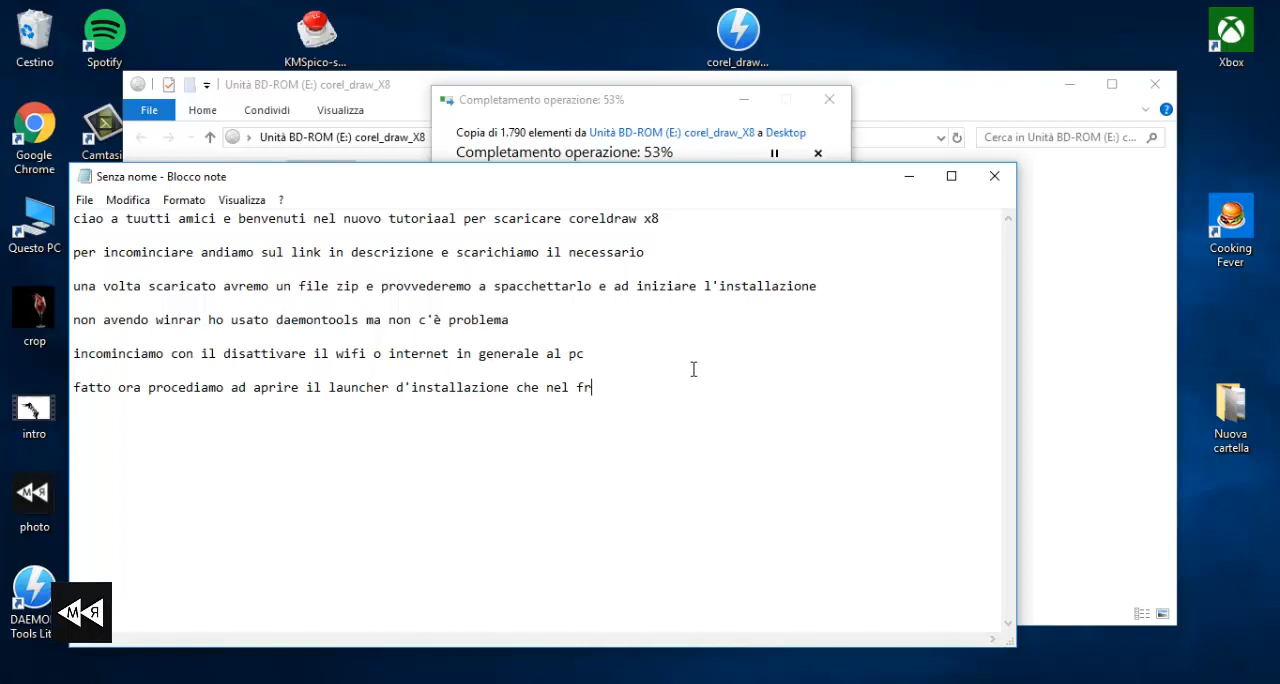 Cestino
Spotify
KMSpico-s...
corel_draw...
Xbox
Unità BD-ROM (E:) corel_draw_X8
File Home Condividi Visualizza
Unità BD-ROM (E:) corel_draw_X8
Cerca in Unità BD-ROM (E:) c...
Completamento operazione: 53%
Copia di 1.790 elementi da Unità BD-ROM (E:) corel_draw_X8 a Desktop
Completamento operazione: 53%
Google
Chrome
Camtasi
Senza nome - Blocco note
File Modifica Formato Visualizza ?
ciao a tuutti amici e benvenuti nel nuovo tutoriaal per scaricare coreldraw x8
per incominciare andiamo sul link in descrizione e scarichiamo il necessario
una volta scaricato avremo un file zip e provvederemo a spacchettarlo e ad iniziare l'installazione
non avendo winrar ho usato daemontools ma non c'è problema
incominciamo con il disattivare il wifi o internet in generale al pc
fatto ora procediamo ad aprire il launcher d'installazione che nel fr
Questo PC
crop
intro
photo
DAEMO
Tools Lit
MЯ
MЯ
Cooking
Fever
Nuova
cartella